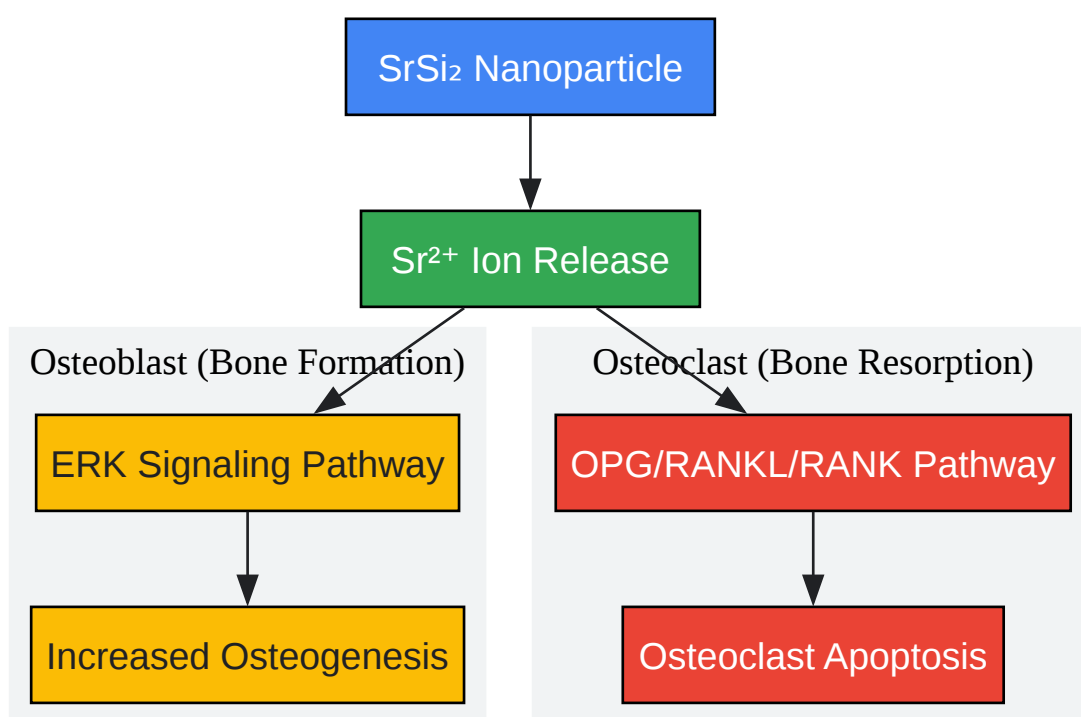 SrSi₂ Nanoparticle
Sr²⁺ Ion Release
Osteoblast (Bone Formation)
Osteoclast (Bone Resorption)
ERK Signaling Pathway
OPG/RANKL/RANK Pathway
Increased Osteogenesis
Osteoclast Apoptosis